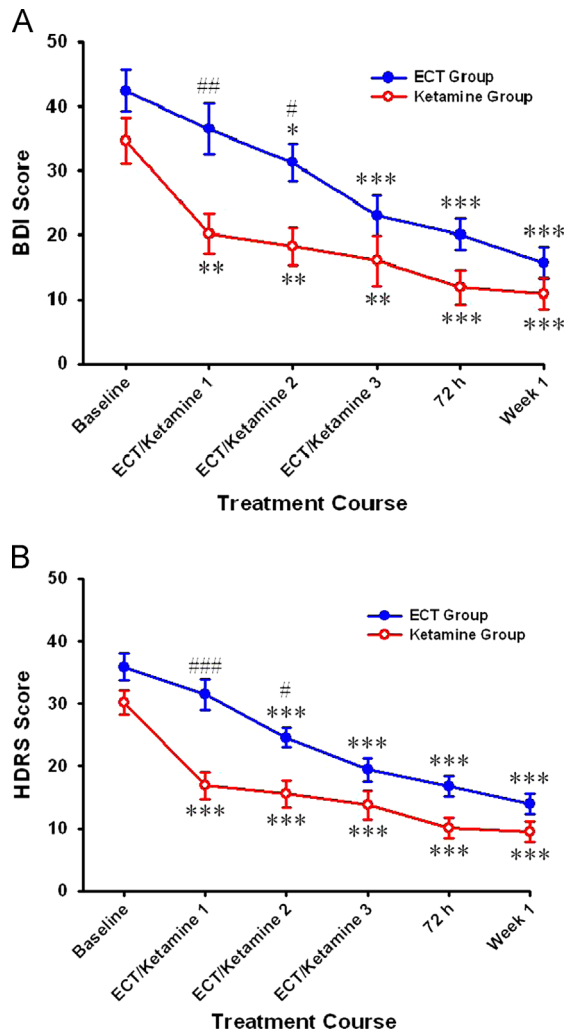 A
50
40
30
20
10
0
BDI Score
ECT Group
Ketamine Group
##
#
*
***
***
***
**
**
**
***
***
Baseline
ECT/Ketamine 1
ECT/Ketamine 2
ECT/Ketamine 3
72 h
Week 1
Treatment Course
B
50
40
30
20
10
0
HDRS Score
ECT Group
Ketamine Group
###
#
***
***
***
***
***
***
***
***
***
Baseline
ECT/Ketamine 1
ECT/Ketamine 2
ECT/Ketamine 3
72 h
Week 1
Treatment Course